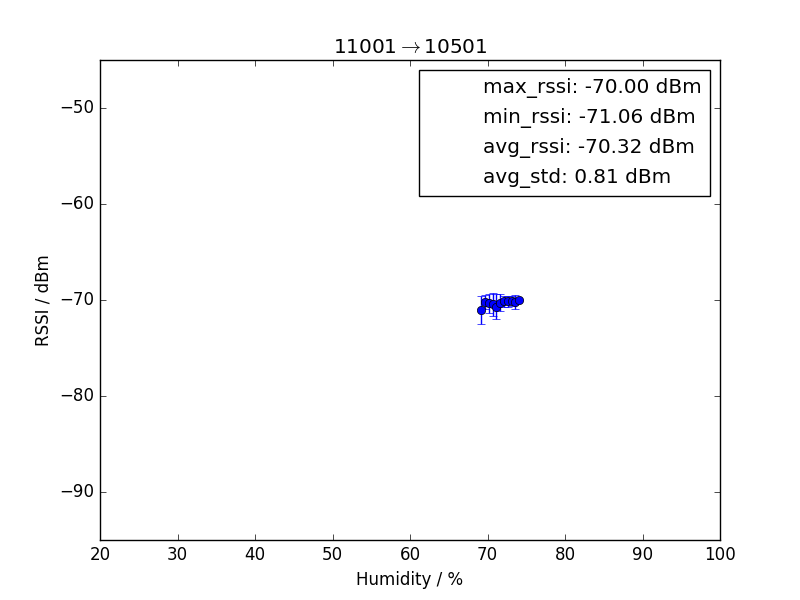 11001→10501
max_rssi: -70.00 dBm
min_rssi: -71.06 dBm
avg_rssi: -70.32 dBm
avg_std: 0.81 dBm
−50
−60
−70
−80
−90
RSSI / dBm
20 30 40 50 60 70 80 90 100
Humidity / %